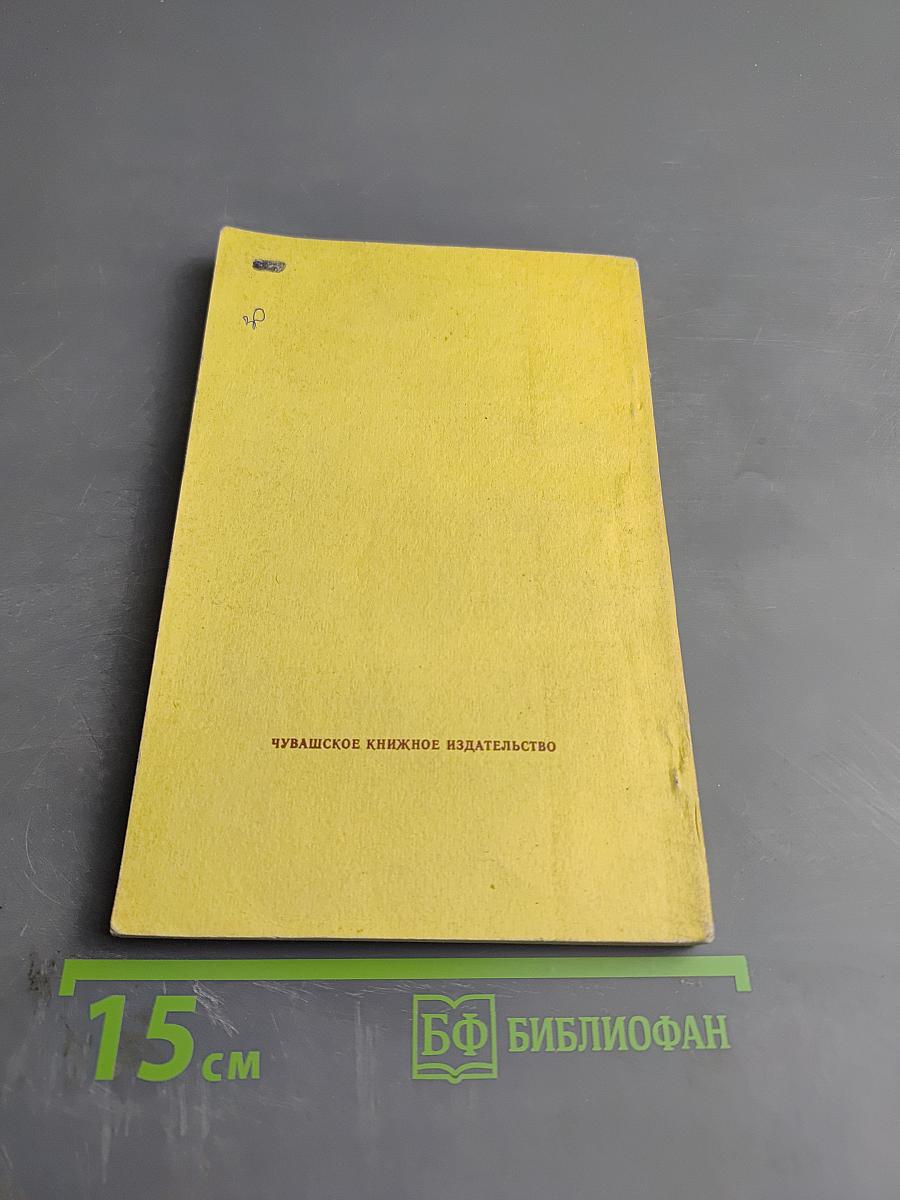 ЧУВАШСКОЕ КНИЖНОЕ ИЗДАТЕЛЬСТВО
15 см
БФ БИБЛИОФАН